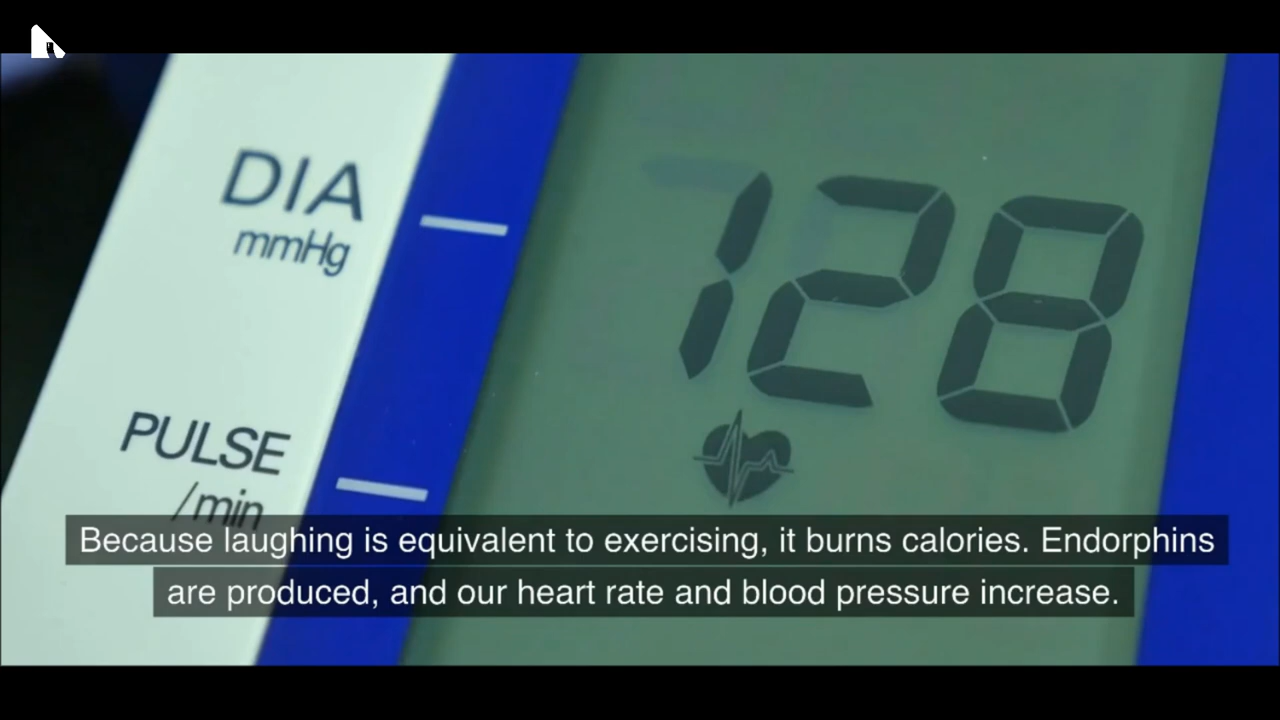 DIA
mmHg
128
PULSE
/min
Because laughing is equivalent to exercising, it burns calories. Endorphins
are produced, and our heart rate and blood pressure increase.